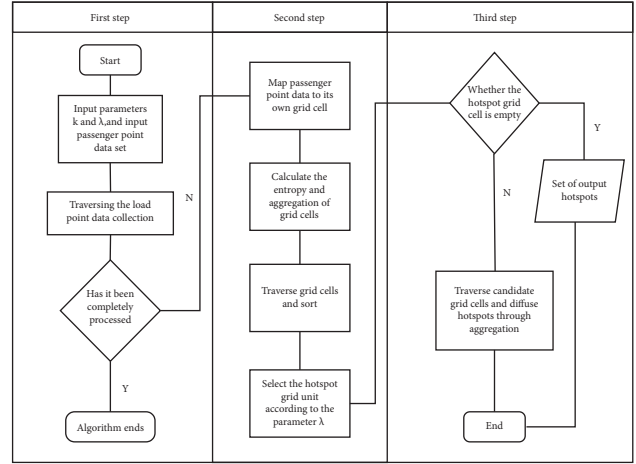 First step
Second step
Third step
Start
Input parameters
k and λ,and input
passenger point
data set
Traversing the load
point data collection
N
Has it been
completely
processed
Y
Algorithm ends
Map passenger
point data to its
own grid cell
Calculate the
entropy and
aggregation of
grid cells
Traverse grid cells
and sort
Select the hotspot
grid unit
according to the
parameter λ
Whether the
hotspot grid
cell is empty
Y
N
Set of output
hotspots
Traverse candidate
grid cells and diffuse
hotspots through
aggregation
End